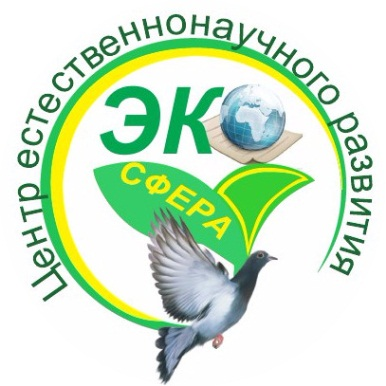 Центр естественнонаучного развития
ЭК
СФЕРА